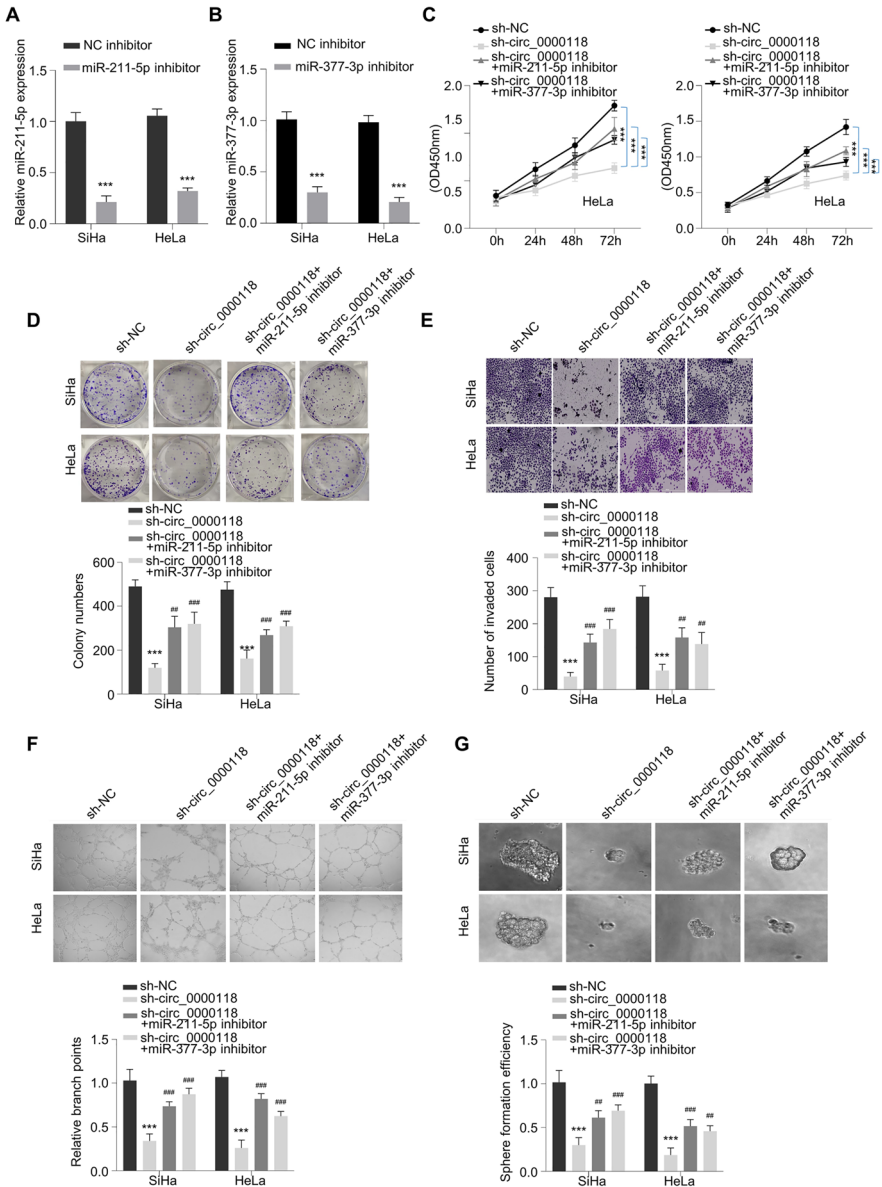 A
NC inhibitor
miR-211-5p inhibitor
Relative miR-211-5p expression
1.5
1.0
0.5
0.0
***
***
SiHa
HeLa
B
NC inhibitor
miR-377-3p inhibitor
Relative miR-377-3p expression
1.5
1.0
0.5
0.0
***
***
SiHa
HeLa
C
sh-NC
sh-circ_0000118
sh-circ_0000118
+miR-211-5p inhibitor
sh-circ_0000118
+miR-377-3p inhibitor
(OD450nm)
2.0
1.5
1.0
0.5
0.0
***
***
***
HeLa
0h
24h
48h
72h
sh-NC
sh-circ_0000118
sh-circ_0000118
+miR-211-5p inhibitor
sh-circ_0000118
+miR-377-3p inhibitor
(OD450nm)
2.0
1.5
1.0
0.5
0.0
***
***
***
HeLa
0h
24h
48h
72h
D
sh-NC
sh-circ_0000118
sh-circ_0000118+
miR-211-5p inhibitor
sh-circ_0000118+
miR-377-3p inhibitor
SiHa
HeLa
sh-NC
sh-circ_0000118
sh-circ_0000118
+miR-211-5p inhibitor
sh-circ_0000118
+miR-377-3p inhibitor
Colony numbers
600
400
200
0
***
##
###
***
###
###
SiHa
HeLa
E
sh-NC
sh-circ_0000118
sh-circ_0000118+
miR-211-5p inhibitor
sh-circ_0000118+
miR-377-3p inhibitor
SiHa
HeLa
sh-NC
sh-circ_0000118
sh-circ_0000118
+miR-211-5p inhibitor
sh-circ_0000118
+miR-377-3p inhibitor
Number of invaded cells
400
300
200
100
0
***
###
###
***
##
##
SiHa
HeLa
F
sh-NC
sh-circ_0000118
sh-circ_0000118+
miR-211-5p inhibitor
sh-circ_0000118+
miR-377-3p inhibitor
SiHa
HeLa
sh-NC
sh-circ_0000118
sh-circ_0000118
+miR-211-5p inhibitor
sh-circ_0000118
+miR-377-3p inhibitor
Relative branch points
1.5
1.0
0.5
0.0
***
###
###
***
###
###
SiHa
HeLa
G
sh-NC
sh-circ_0000118
sh-circ_0000118+
miR-211-5p inhibitor
sh-circ_0000118+
miR-377-3p inhibitor
SiHa
HeLa
sh-NC
sh-circ_0000118
sh-circ_0000118
+miR-211-5p inhibitor
sh-circ_0000118
+miR-377-3p inhibitor
Sphere formation efficiency
1.5
1.0
0.5
0.0
***
##
###
***
###
##
SiHa
HeLa